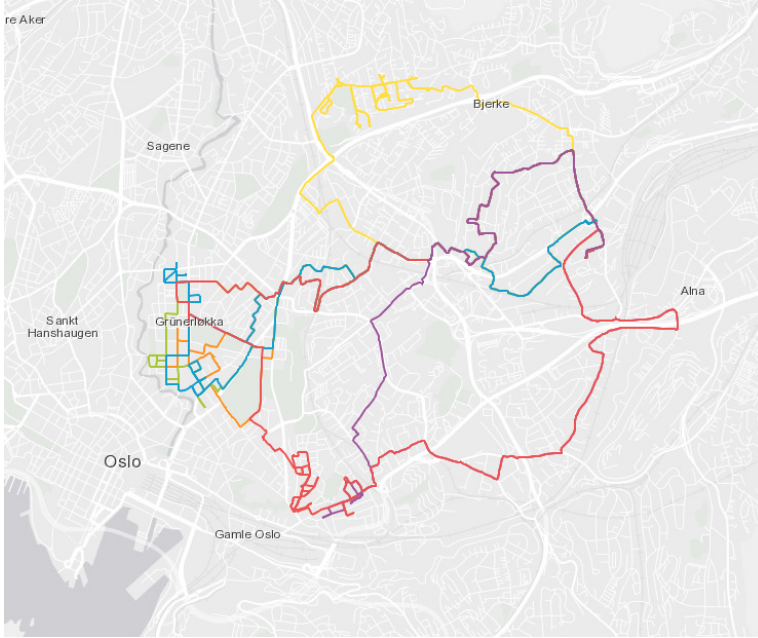 re Aker
Bjerke
Sagene
Alna
Sankt
Hanshaugen
Grünerløkka
Oslo
Gamle Oslo